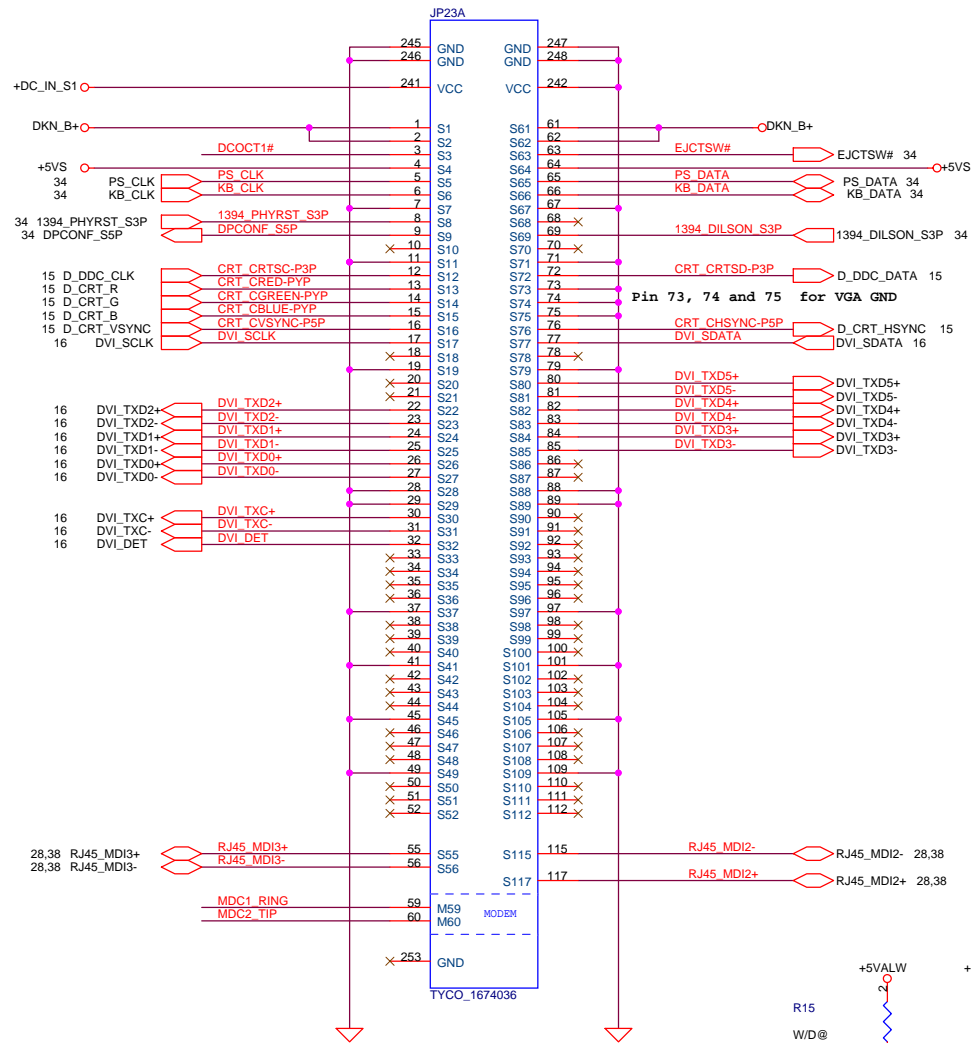 JP23A
245 GND GND 247
246 GND GND 248
+DC_IN_S1 241 VCC VCC 242
DKN_B+ 1 S1 S61 61 DKN_B+
2 S2 S62 62
DCOCT1# 3 S3 S63 63 EJCTSW# EJCTSW# 34
+5VS 4 S4 S64 64 +5VS
34 PS_CLK PS_CLK 5 S5 S65 65 PS_DATA PS_DATA 34
34 KB_CLK KB_CLK 6 S6 S66 66 KB_DATA KB_DATA 34
7 S7 S67 67
34 1394_PHYRST_S3P 1394_PHYRST_S3P 8 S8 S68 68
34 DPCONF_S5P DPCONF_S5P 9 S9 S69 69 1394_DILSON_S3P 1394_DILSON_S3P 34
10 S10 S70 70
11 S11 S71 71
15 D_DDC_CLK CRT_CRTSC-P3P 12 S12 S72 72 CRT_CRTSD-P3P D_DDC_DATA 15
15 D_CRT_R CRT_CRED-PYP 13 S13 S73 73
15 D_CRT_G CRT_CGREEN-PYP 14 S14 S74 74 Pin 73, 74 and 75 for VGA GND
15 D_CRT_B CRT_CBLUE-PYP 15 S15 S75 75
15 D_CRT_VSYNC CRT_CVSYNC-P5P 16 S16 S76 76 CRT_CHSYNC-P5P D_CRT_HSYNC 15
16 DVI_SCLK DVI_SCLK 17 S17 S77 77 DVI_SDATA DVI_SDATA 16
18 S18 S78 78
19 S19 S79 79
20 S20 S80 80 DVI_TXD5+ DVI_TXD5+
21 S21 S81 81 DVI_TXD5- DVI_TXD5-
16 DVI_TXD2+ DVI_TXD2+ 22 S22 S82 82 DVI_TXD4+ DVI_TXD4+
16 DVI_TXD2- DVI_TXD2- 23 S23 S83 83 DVI_TXD4- DVI_TXD4-
16 DVI_TXD1+ DVI_TXD1+ 24 S24 S84 84 DVI_TXD3+ DVI_TXD3+
16 DVI_TXD1- DVI_TXD1- 25 S25 S85 85 DVI_TXD3- DVI_TXD3-
16 DVI_TXD0+ DVI_TXD0+ 26 S26 S86 86
16 DVI_TXD0- DVI_TXD0- 27 S27 S87 87
28 S28 S88 88
29 S29 S89 89
16 DVI_TXC+ DVI_TXC+ 30 S30 S90 90
16 DVI_TXC- DVI_TXC- 31 S31 S91 91
16 DVI_DET DVI_DET 32 S32 S92 92
33 S33 S93 93
34 S34 S94 94
35 S35 S95 95
36 S36 S96 96
37 S37 S97 97
38 S38 S98 98
39 S39 S99 99
40 S40 S100 100
41 S41 S101 101
42 S42 S102 102
43 S43 S103 103
44 S44 S104 104
45 S45 S105 105
46 S46 S106 106
47 S47 S107 107
48 S48 S108 108
49 S49 S109 109
50 S50 S110 110
51 S51 S111 111
52 S52 S112 112
28,38 RJ45_MDI3+ RJ45_MDI3+ 55 S55 S115 115 RJ45_MDI2- RJ45_MDI2- 28,38
28,38 RJ45_MDI3- RJ45_MDI3- 56 S56
S117 117 RJ45_MDI2+ RJ45_MDI2+ 28,38
MDC1_RING 59 M59 MODEM
MDC2_TIP 60 M60
253 GND
TYCO_1674036
+5VALW +
2
R15
W/D@